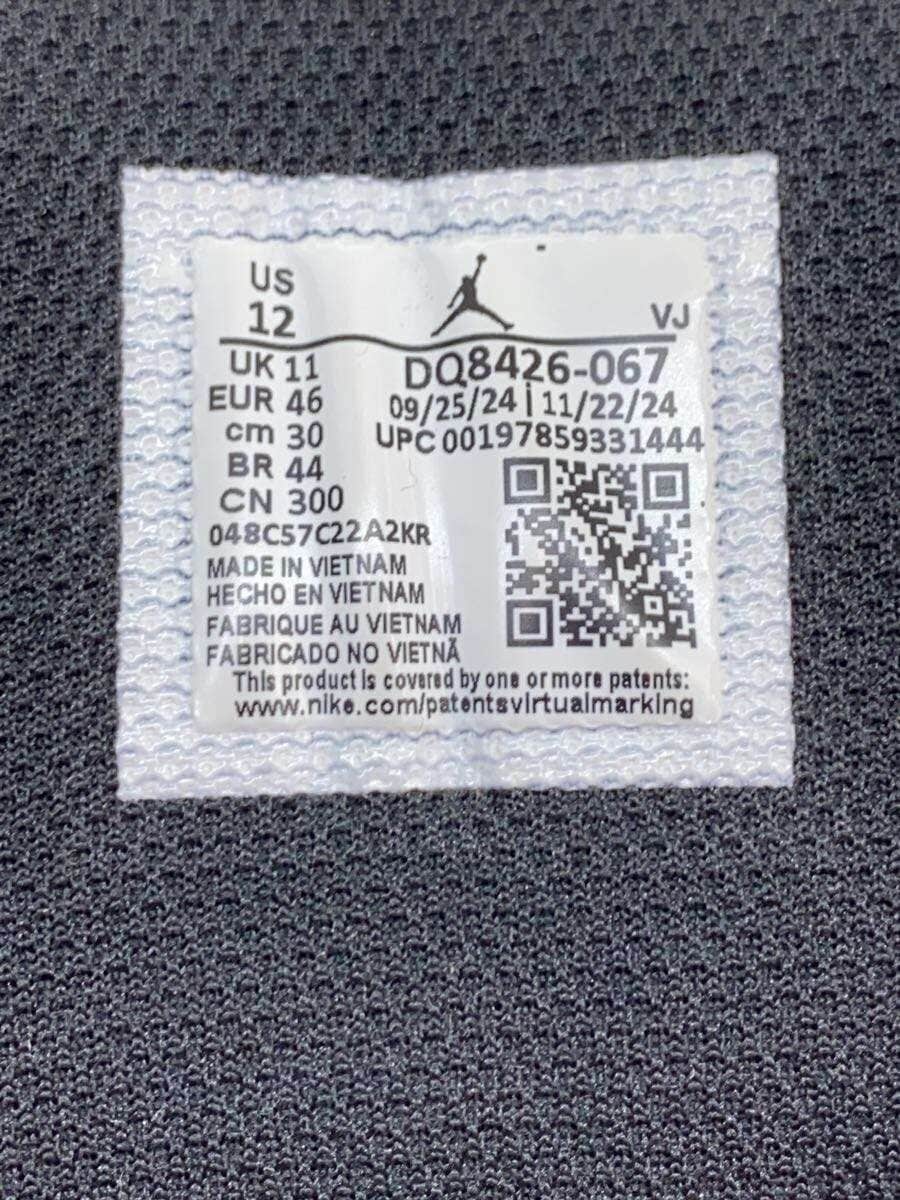 US
12
VJ
UK 11
EUR 46
cm 30
BR 44
CN 300
DQ8426-067
09/25/24 | 11/22/24
UPC 00197859331444
048C57C22A2KR
MADE IN VIETNAM
HECHO EN VIETNAM
FABRIQUE AU VIETNAM
FABRICADO NO VIETNÃ
This product is covered by one or more patents:
www.nike.com/patentsvirtualmarking